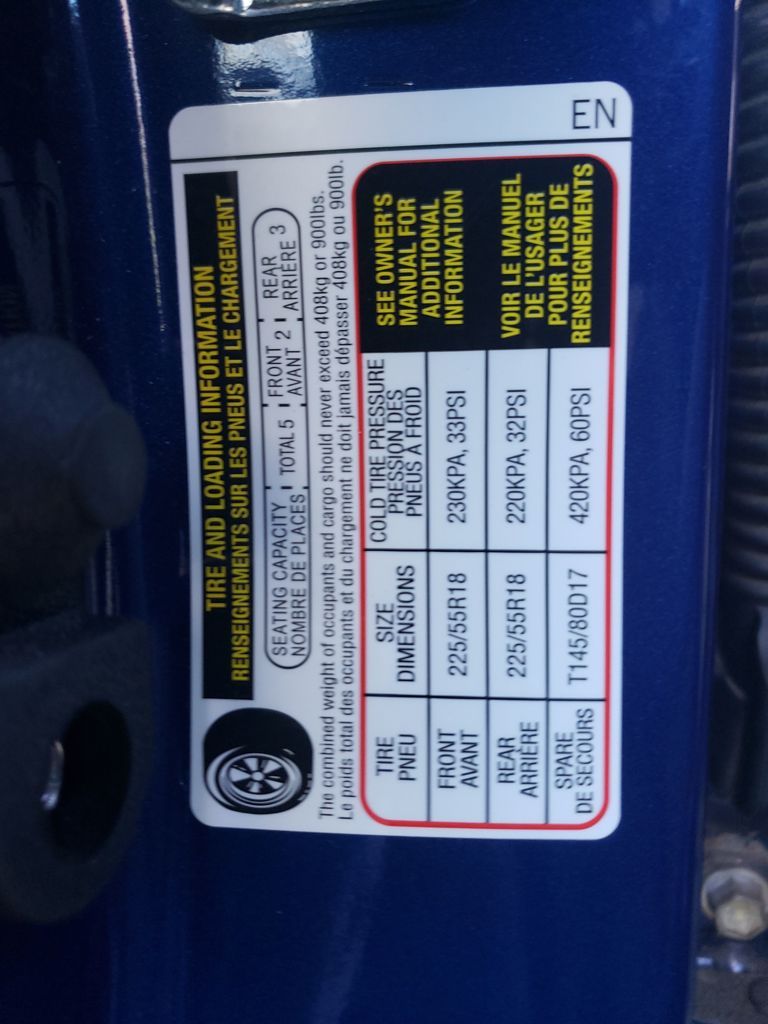 EN
TIRE AND LOADING INFORMATION
RENSEIGNEMENTS SUR LES PNEUS ET LE CHARGEMENT
SEATING CAPACITY
NOMBRE DE PLACES
TOTAL 5
FRONT
AVANT 2
REAR
ARRIÈRE 3
The combined weight of occupants and cargo should never exceed 408kg or 900lbs.
Le poids total des occupants et du chargement ne doit jamais dépasser 408kg ou 900lb.
TIRE
PNEU
SIZE
DIMENSIONS
COLD TIRE PRESSURE
PRESSION DES
PNEUS À FROID
SEE OWNER'S
MANUAL FOR
ADDITIONAL
INFORMATION
FRONT
AVANT
225/55R18
230KPA, 33PSI
REAR
ARRIÈRE
225/55R18
220KPA, 32PSI
VOIR LE MANUEL
DE L'USAGER
POUR PLUS DE
RENSEIGNEMENTS
SPARE
DE SECOURS
T145/80D17
420KPA, 60PSI